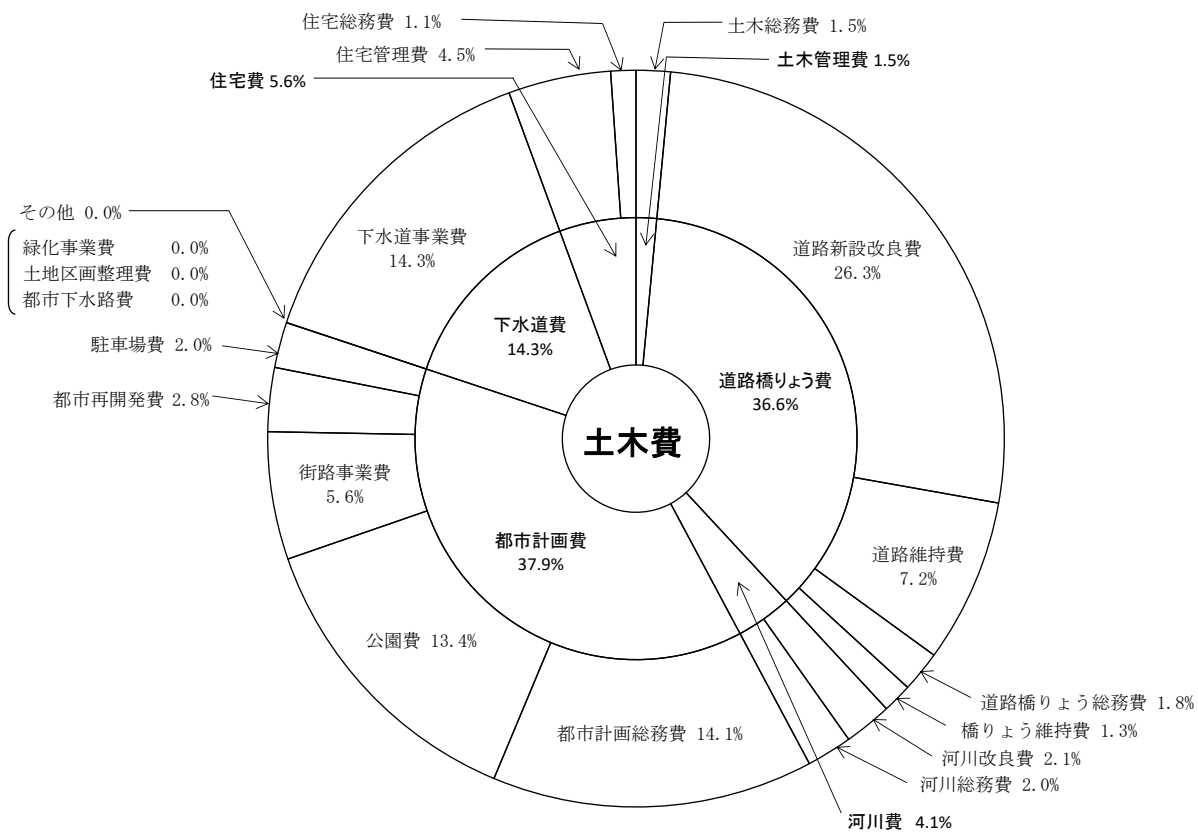 住宅総務費 1.1%
土木総務費 1.5%
住宅管理費 4.5%
土木管理費 1.5%
住宅費 5.6%
その他 0.0%
緑化事業費 0.0%
土地区画整理費 0.0%
都市下水路費 0.0%
下水道事業費
14.3%
道路新設改良費
26.3%
駐車場費 2.0%
下水道費
14.3%
都市再開発費 2.8%
道路橋りょう費
36.6%
土木費
街路事業費
5.6%
都市計画費
37.9%
道路維持費
7.2%
公園費 13.4%
都市計画総務費 14.1%
道路橋りょう総務費 1.8%
橋りょう維持費 1.3%
河川改良費 2.1%
河川総務費 2.0%
河川費 4.1%